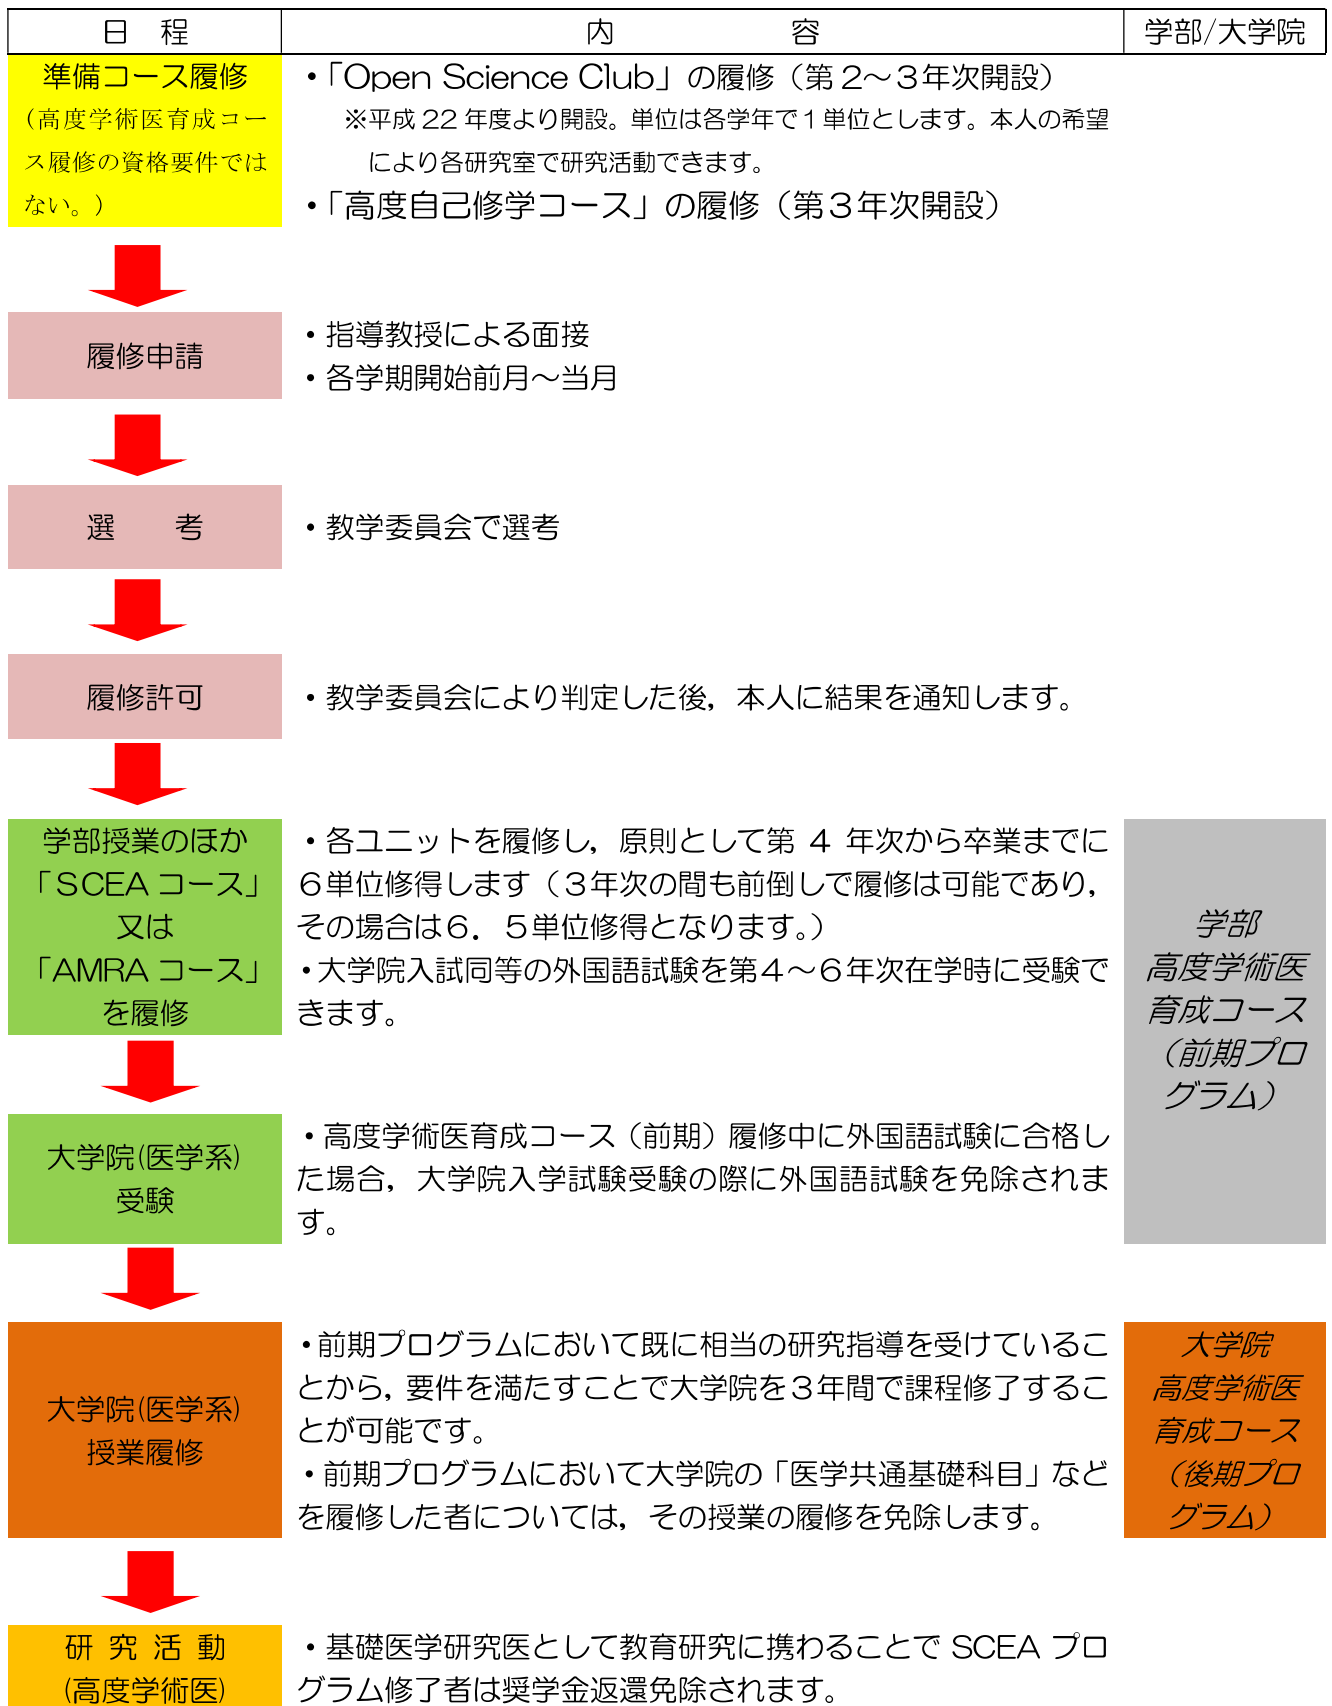 日 程 内 容 学部/大学院
準備コース履修
(高度学術医育成コー
ス履修の資格要件では
ない。)
・「Open Science Club」の履修(第2～3年次開設)
※平成22年度より開設。単位は各学年で1単位とします。本人の希望
により各研究室で研究活動できます。
・「高度自己修学コース」の履修(第3年次開設)
履修申請
・指導教授による面接
・各学期開始前月～当月
選 考
・教学委員会で選考
履修許可
・教学委員会により判定した後，本人に結果を通知します。
学部授業のほか
「SCEAコース」
又は
「AMRAコース」
を履修
・各ユニットを履修し，原則として第 4 年次から卒業までに
６単位修得します（３年次の間も前倒しで履修は可能であり，
その場合は６．５単位修得となります。）
・大学院入試同等の外国語試験を第４～６年次在学時に受験で
きます。
学部
高度学術医
育成コース
（前期プロ
グラム）
大学院(医学系)
受験
・高度学術医育成コース（前期）履修中に外国語試験に合格し
た場合，大学院入学試験受験の際に外国語試験を免除されま
す。
大学院(医学系)
授業履修
・前期プログラムにおいて既に相当の研究指導を受けているこ
とから，要件を満たすことで大学院を３年間で課程修了するこ
とが可能です。
・前期プログラムにおいて大学院の「医学共通基礎科目」など
を履修した者については，その授業の履修を免除します。
大学院
高度学術医
育成コース
（後期プロ
グラム）
研 究 活 動
(高度学術医)
・基礎医学研究医として教育研究に携わることで SCEA プロ
グラム修了者は奨学金返還免除されます。